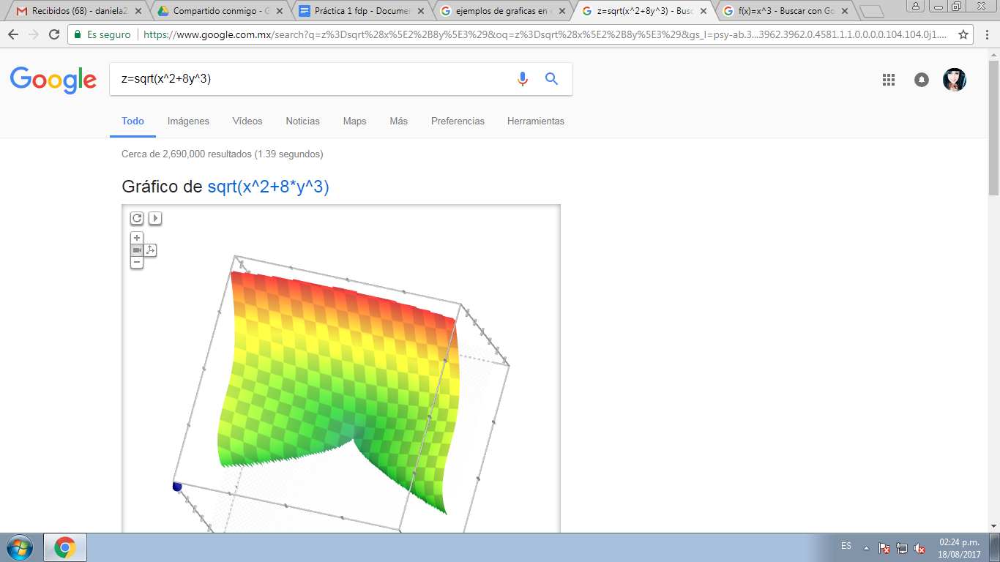 Recibidos (68) - daniela2
Compartido conmigo - G
Práctica 1 fdp - Documen
ejemplos de graficas en c
z=sqrt(x^2+8y^3) - Busc
f(x)=x^3 - Buscar con Go
Es seguro
https://www.google.com.mx/search?q=z%3Dsqrt%28x%5E2%2B8y%5E3%29&oq=z%3Dsqrt%28x%5E2%2B8y%5E3%29&gs_l=psy-ab.3...3962.3962.0.4581.1.1.0.0.0.0.104.104.0j1....
Google
z=sqrt(x^2+8y^3)
Todo Imágenes Vídeos Noticias Maps Más Preferencias Herramientas
Cerca de 2,690,000 resultados (1.39 segundos)
Gráfico de sqrt(x^2+8*y^3)
ES
02:24 p.m.
18/08/2017